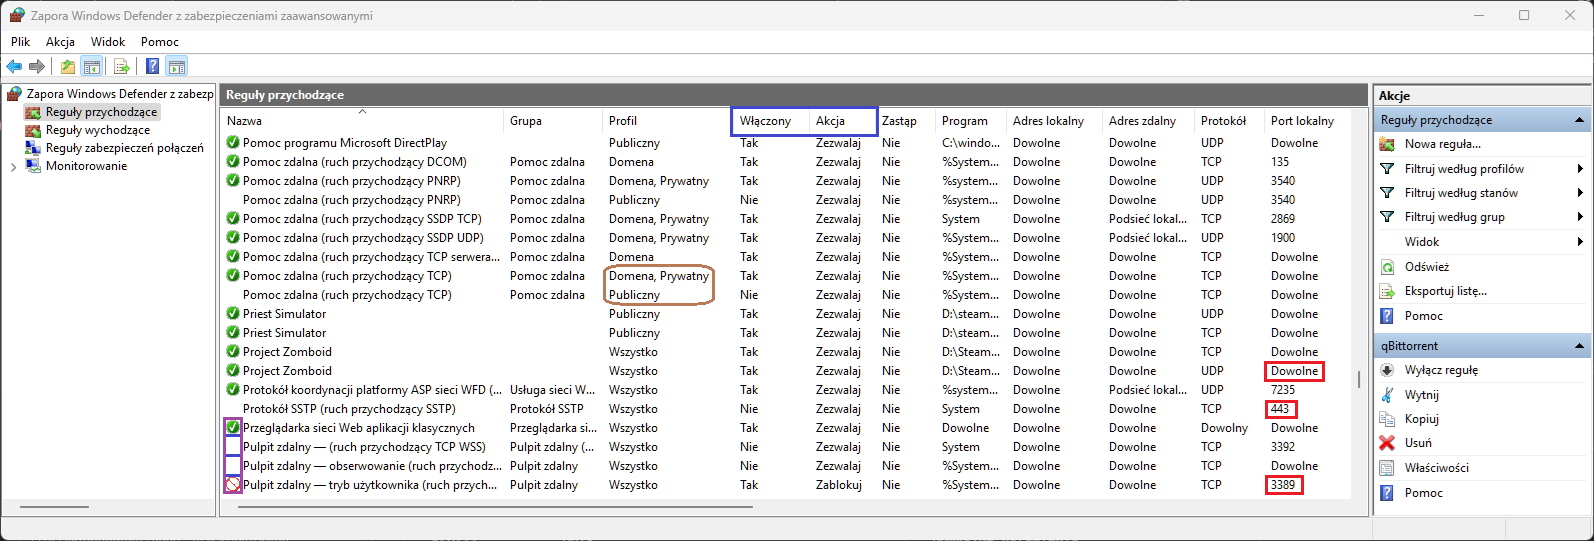 Zapora Windows Defender z zabezpieczeniami zaawansowanymi
Plik Akcja Widok Pomoc
Zapora Windows Defender z zabezp
Reguły przychodzące
Reguły wychodzące
Reguły zabezpieczeń połączeń
Monitorowanie
Reguły przychodzące
Nazwa Grupa Profil Włączony Akcja Zastąp Program Adres lokalny Adres zdalny Protokół Port lokalny
Pomoc programu Microsoft DirectPlay Publiczny Tak Zezwalaj Nie C:\windo... Dowolne Dowolne UDP Dowolne
Pomoc zdalna (ruch przychodzący DCOM) Pomoc zdalna Domena Tak Zezwalaj Nie %System... Dowolne Dowolne TCP 135
Pomoc zdalna (ruch przychodzący PNRP) Pomoc zdalna Domena, Prywatny Tak Zezwalaj Nie %system... Dowolne Dowolne UDP 3540
Pomoc zdalna (ruch przychodzący PNRP) Pomoc zdalna Publiczny Nie Zezwalaj Nie %system... Dowolne Dowolne UDP 3540
Pomoc zdalna (ruch przychodzący SSDP TCP) Pomoc zdalna Domena, Prywatny Tak Zezwalaj Nie System Dowolne Podsieć lokal... TCP 2869
Pomoc zdalna (ruch przychodzący SSDP UDP) Pomoc zdalna Domena, Prywatny Tak Zezwalaj Nie %System... Dowolne Podsieć lokal... UDP 1900
Pomoc zdalna (ruch przychodzący TCP serwera... Pomoc zdalna Domena Tak Zezwalaj Nie %System... Dowolne Dowolne TCP Dowolne
Pomoc zdalna (ruch przychodzący TCP) Pomoc zdalna Domena, Prywatny Tak Zezwalaj Nie %System... Dowolne Dowolne TCP Dowolne
Pomoc zdalna (ruch przychodzący TCP) Pomoc zdalna Publiczny Nie Zezwalaj Nie %System... Dowolne Dowolne TCP Dowolne
Priest Simulator Publiczny Tak Zezwalaj Nie D:\steam... Dowolne Dowolne UDP Dowolne
Priest Simulator Publiczny Tak Zezwalaj Nie D:\steam... Dowolne Dowolne TCP Dowolne
Project Zomboid Wszystko Tak Zezwalaj Nie D:\Steam... Dowolne Dowolne TCP Dowolne
Project Zomboid Wszystko Tak Zezwalaj Nie D:\Steam... Dowolne Dowolne UDP Dowolne
Protokół koordynacji platformy ASP sieci WFD (... Usługa sieci W... Wszystko Tak Zezwalaj Nie %system... Dowolne Podsieć lokal... UDP 7235
Protokół SSTP (ruch przychodzący SSTP) Protokół SSTP Wszystko Nie Zezwalaj Nie System Dowolne Dowolne TCP 443
Przeglądarka sieci Web aplikacji klasycznych Przeglądarka si... Wszystko Tak Zezwalaj Nie Dowolne Dowolne Dowolne Dowolny Dowolne
Pulpit zdalny — (ruch przychodzący TCP WSS) Pulpit zdalny (... Wszystko Nie Zezwalaj Nie System Dowolne Dowolne TCP 3392
Pulpit zdalny — obserwowanie (ruch przychodz... Pulpit zdalny Wszystko Nie Zezwalaj Nie %System... Dowolne Dowolne TCP Dowolne
Pulpit zdalny — tryb użytkownika (ruch przych... Pulpit zdalny Wszystko Tak Zablokuj Nie %System... Dowolne Dowolne TCP 3389
Akcje
Reguły przychodzące
Nowa reguła...
Filtruj według profilów
Filtruj według stanów
Filtruj według grup
Widok
Odśwież
Eksportuj listę...
Pomoc
qBittorrent
Wyłącz regułę
Wytnij
Kopiuj
Usuń
Właściwości
Pomoc